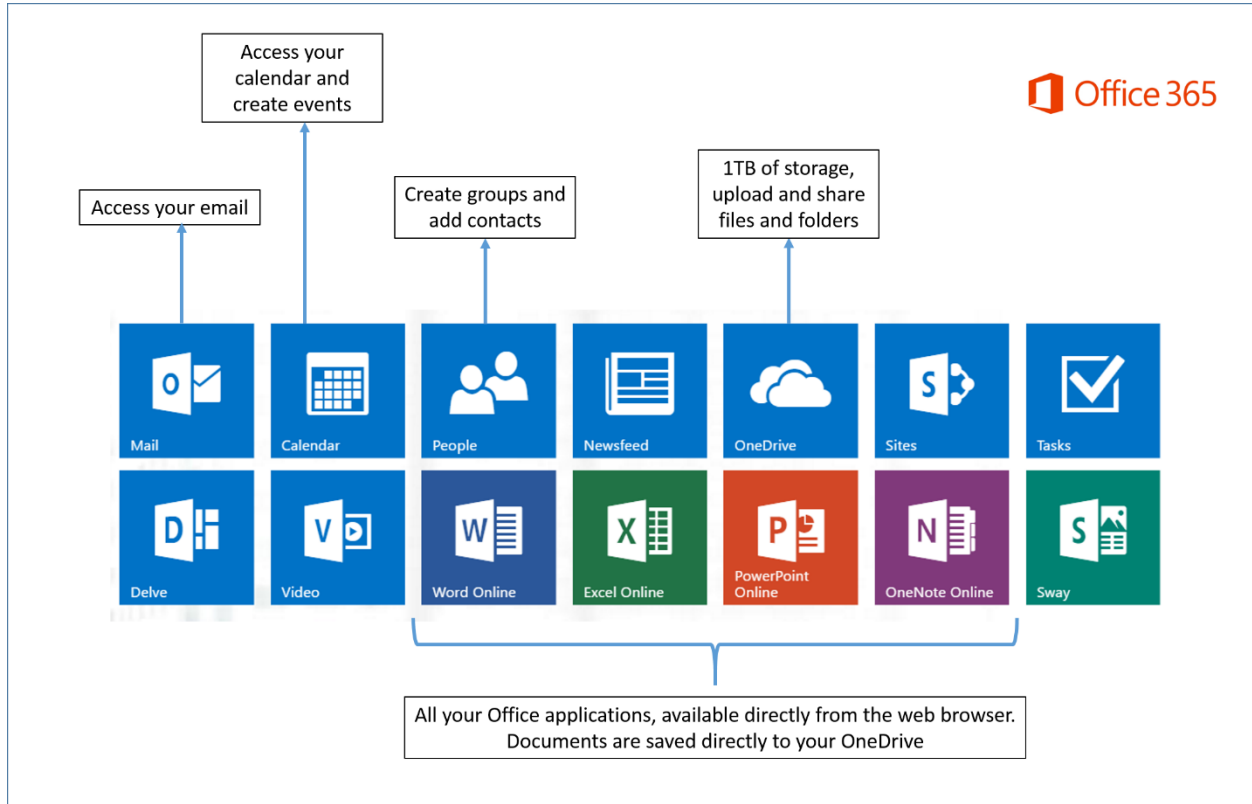 Access your
calendar and
create events
Office 365
Access your email
Create groups and
add contacts
1TB of storage,
upload and share
files and folders
O
S
Mail
Calendar
People
Newsfeed
OneDrive
Sites
Tasks
D
V
W
X
P
N
S
Delve
Video
Word Online
Excel Online
PowerPoint
Online
OneNote Online
Sway
All your Office applications, available directly from the web browser.
Documents are saved directly to your OneDrive